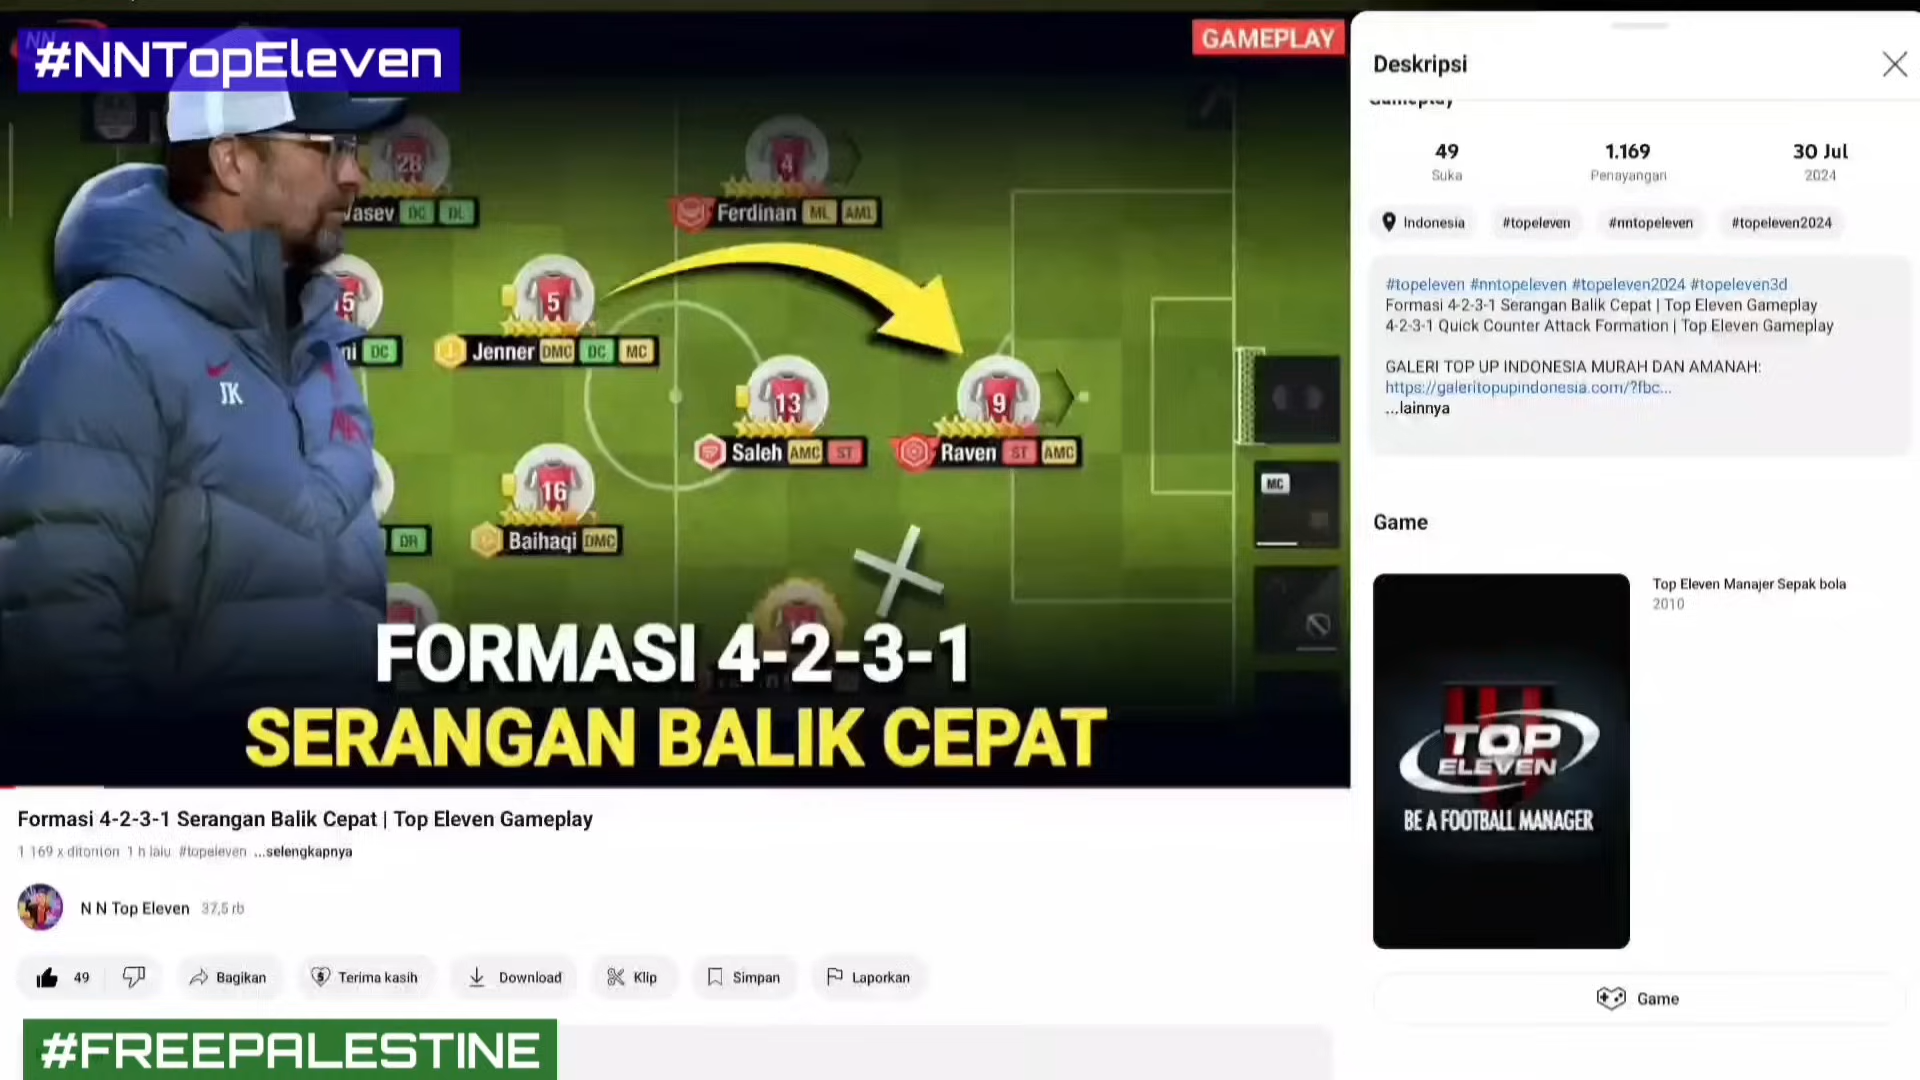 #NNTopEleven
GAMEPLAY
28
DC DL
4
Ferdinan ML AML
5
DC
5
Jenner DMC DC MC
13
Saleh AMC ST
9
Raven ST AMC
DR
16
Baihaqi DMC
MC
JK
FORMASI 4-2-3-1
SERANGAN BALIK CEPAT
Formasi 4-2-3-1 Serangan Balik Cepat | Top Eleven Gameplay
1 169 x ditonton 1 h lalu #topeleven ...selengkapnya
N N Top Eleven 37,5 rb
49 Bagikan Terima kasih Download Klip Simpan Laporkan
#FREEPALESTINE
Deskripsi
Gameplay
49 1.169 30 Jul
Suka Penayangan 2024
Indonesia #topeleven #nntopeleven #topeleven2024
#topeleven #nntopeleven #topeleven2024 #topeleven3d
Formasi 4-2-3-1 Serangan Balik Cepat | Top Eleven Gameplay
4-2-3-1 Quick Counter Attack Formation | Top Eleven Gameplay
GALERI TOP UP INDONESIA MURAH DAN AMANAH:
https://galeritopupindonesia.com/?fbc...
...lainnya
Game
Top Eleven Manajer Sepak bola
2010
TOP
ELEVEN
BE A FOOTBALL MANAGER
Game